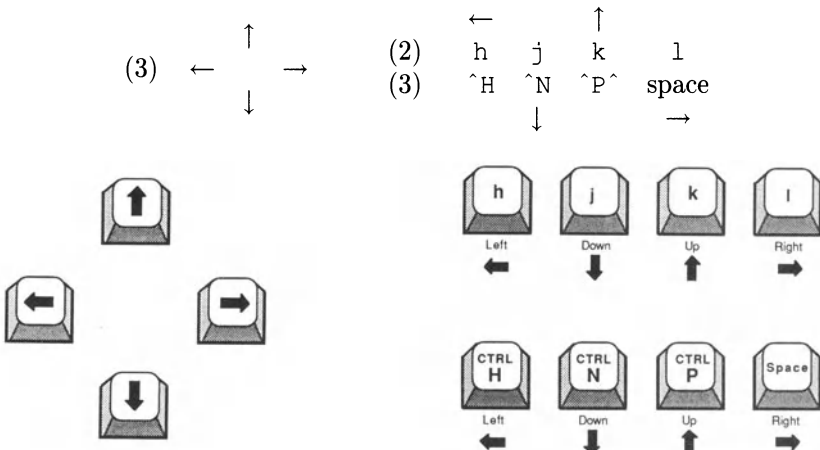 ← ↑
↑
(2) h j k l
(3) ← →
(3) ^H ^N ^P^ space
↓
↓ →
h j k l
Left Down Up Right
CTRL H CTRL N CTRL P Space
Left Down Up Right